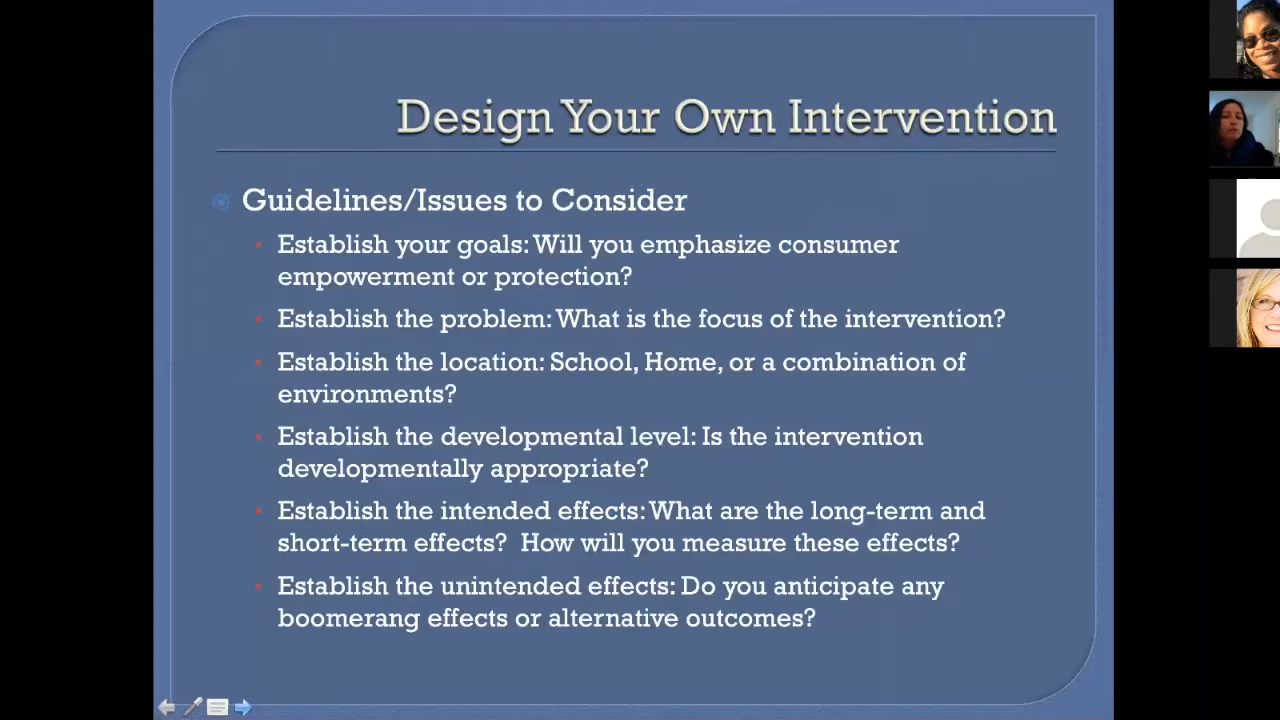 Design Your Own Intervention
Guidelines/Issues to Consider
Establish your goals: Will you emphasize consumer
empowerment or protection?
Establish the problem: What is the focus of the intervention?
Establish the location: School, Home, or a combination of
environments?
Establish the developmental level: Is the intervention
developmentally appropriate?
Establish the intended effects: What are the long-term and
short-term effects?  How will you measure these effects?
Establish the unintended effects: Do you anticipate any
boomerang effects or alternative outcomes?